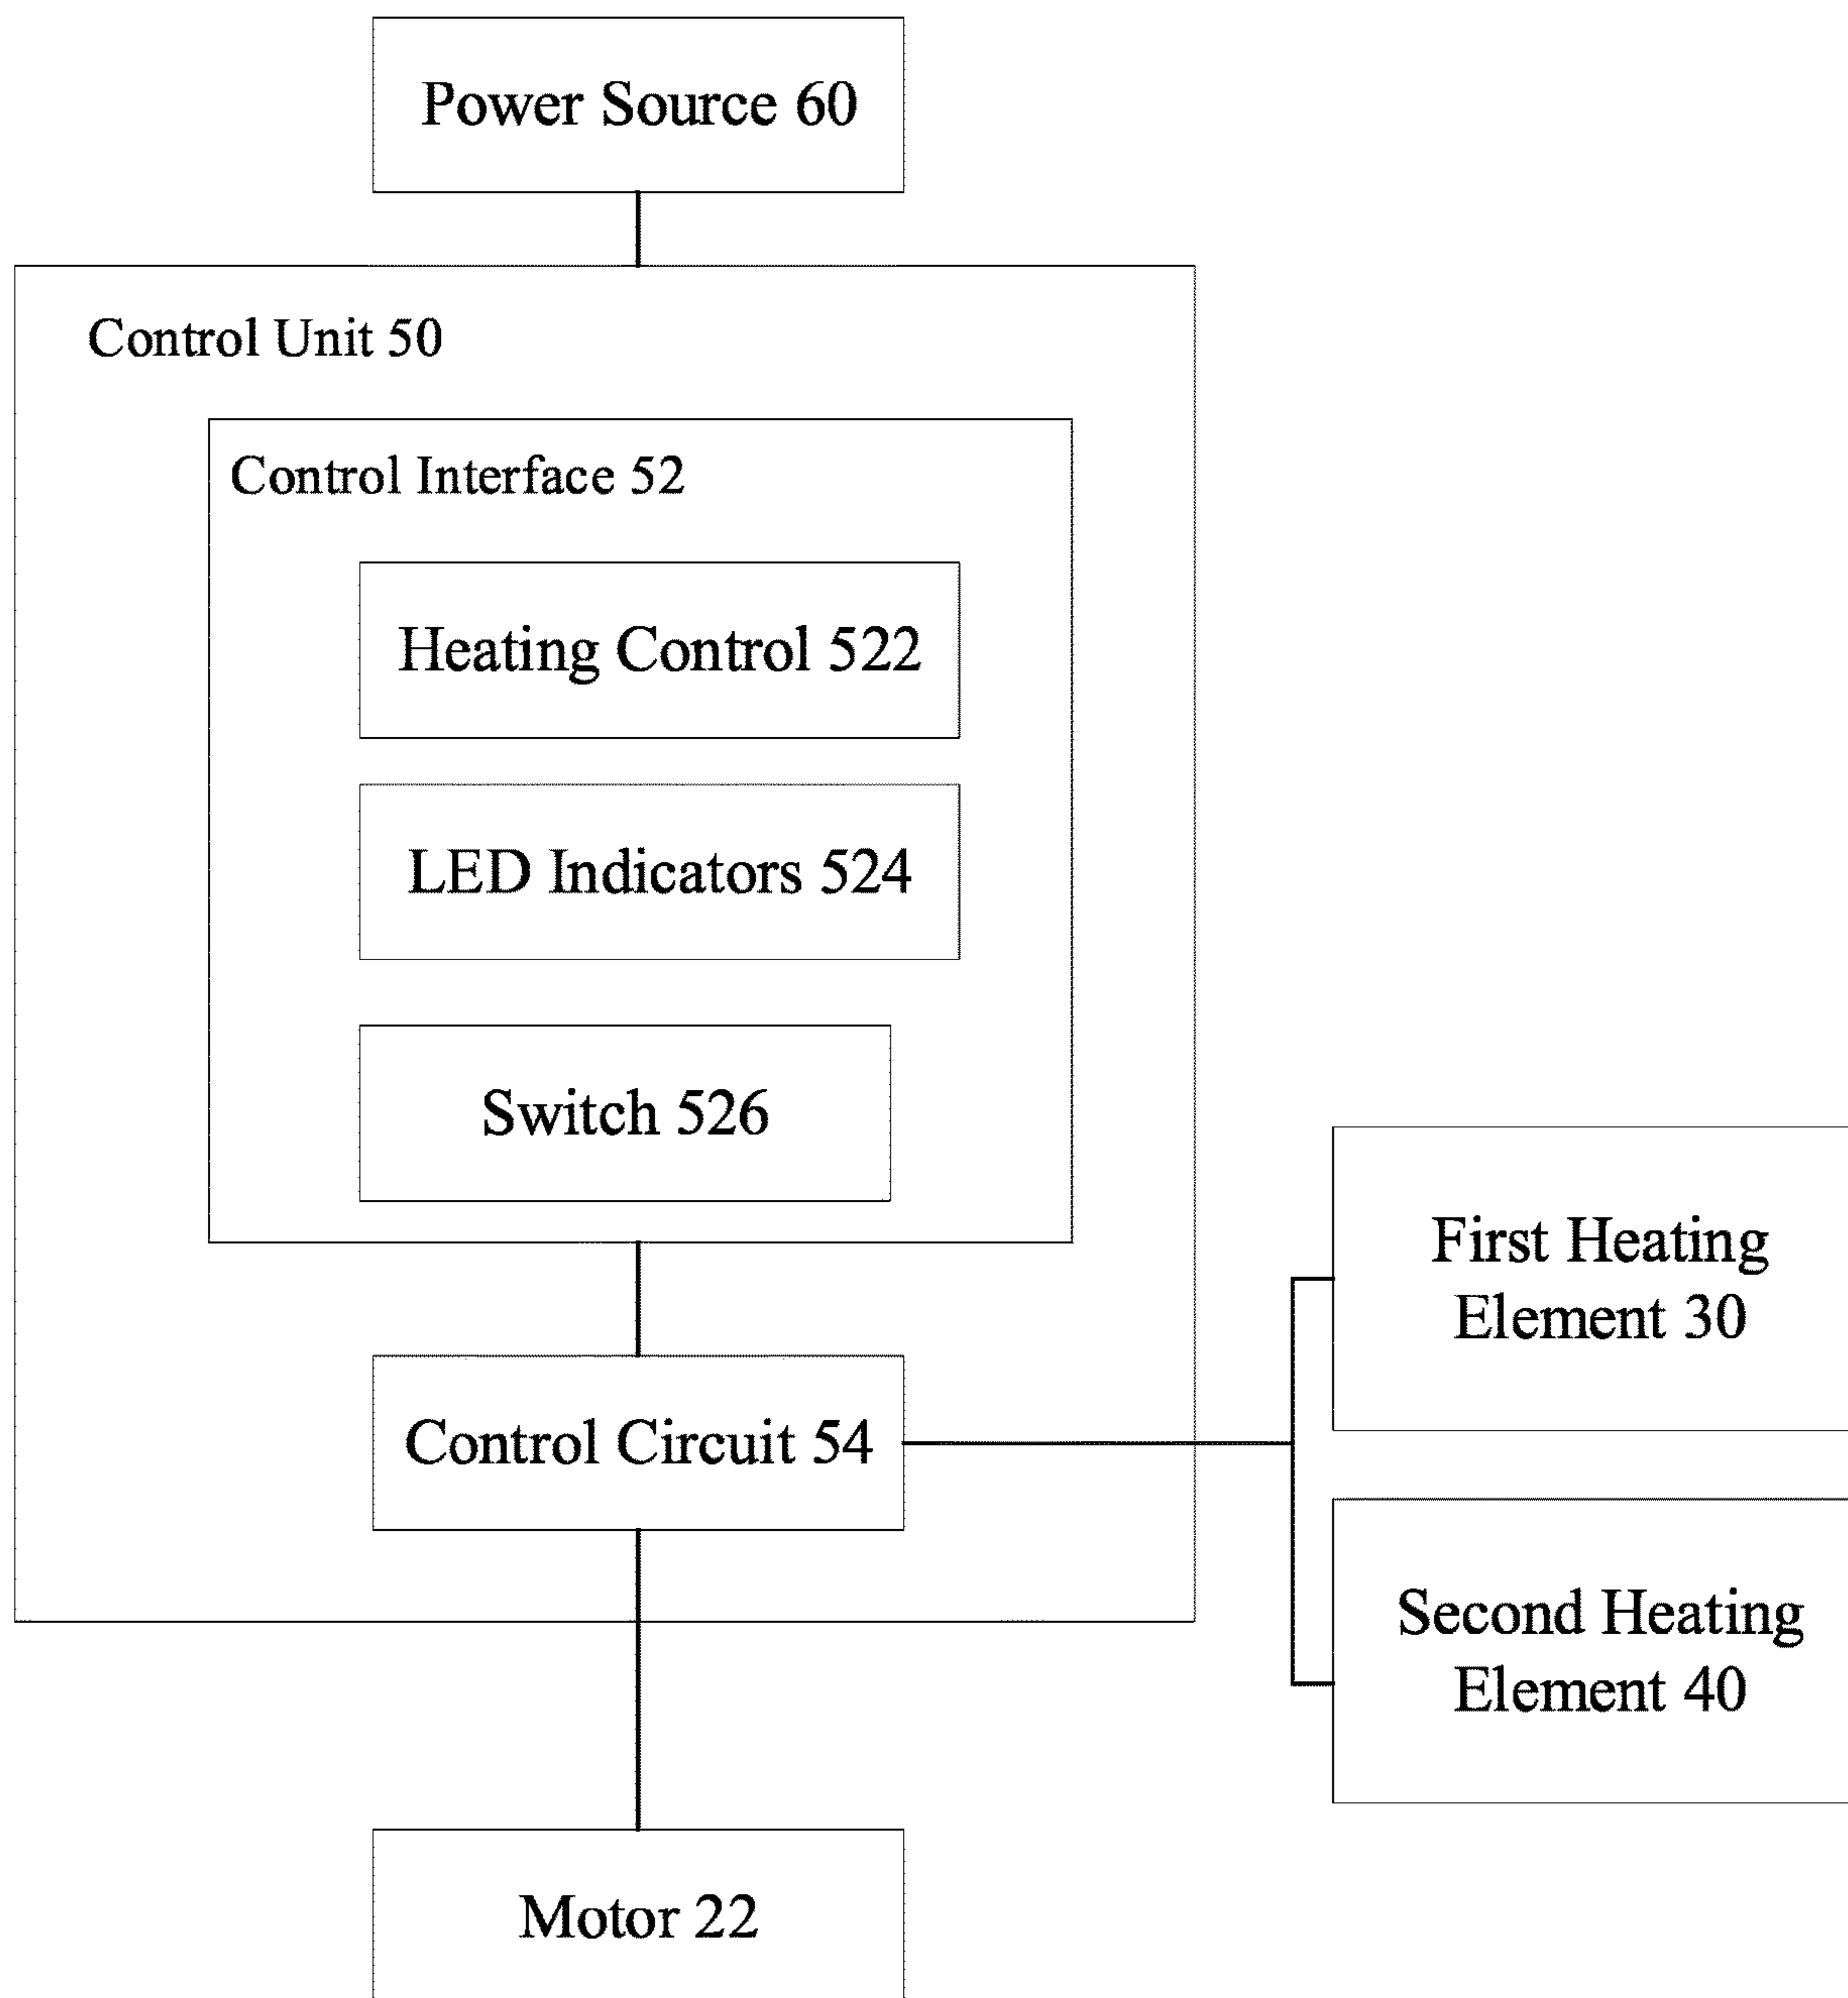 Power Source 60
Control Unit 50
Control Interface 52
Heating Control 522
LED Indicators 524
Switch 526
First Heating
Element 30
Control Circuit 54
Second Heating
Element 40
Motor 22